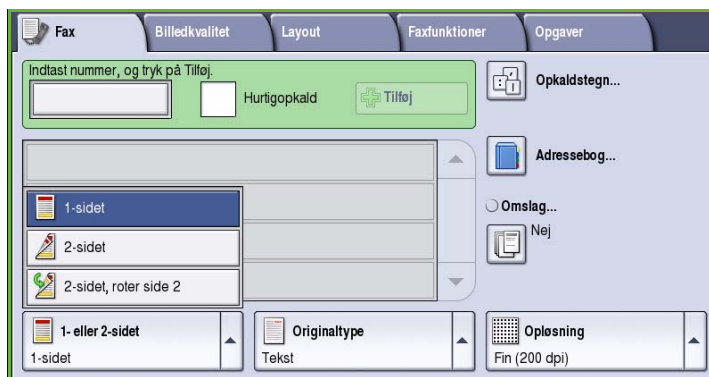 Fax
Billedkvalitet
Layout
Faxfunktioner
Opgaver
Indtast nummer, og tryk på Tilføj.
Hurtigopkald
Tilføj
Opkaldstegn...
Adressebog...
1-sidet
Omslag...
Nej
2-sidet
2-sidet, roter side 2
1- eller 2-sidet
1-sidet
Originaltype
Tekst
Opløsning
Fin (200 dpi)